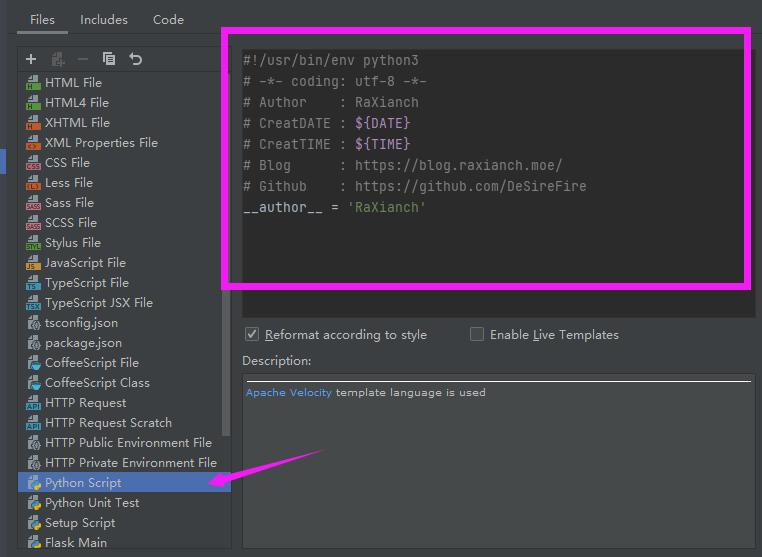 Files Includes Code
HTML File
HTML4 File
XHTML File
XML Properties File
CSS File
Less File
Sass File
SCSS File
Stylus File
JavaScript File
TypeScript File
TypeScript JSX File
tsconfig.json
package.json
CoffeeScript File
CoffeeScript Class
HTTP Request
HTTP Request Scratch
HTTP Public Environment File
HTTP Private Environment File
Python Script
Python Unit Test
Setup Script
Flask Main
#!/usr/bin/env python3
# -*- coding: utf-8 -*-
# Author    : RaXianch
# CreatDATE : ${DATE}
# CreatTIME : ${TIME}
# Blog      : https://blog.raxianch.moe/
# Github    : https://github.com/DeSireFire
__author__ = 'RaXianch'
Reformat according to style Enable Live Templates
Description:
Apache Velocity template language is used